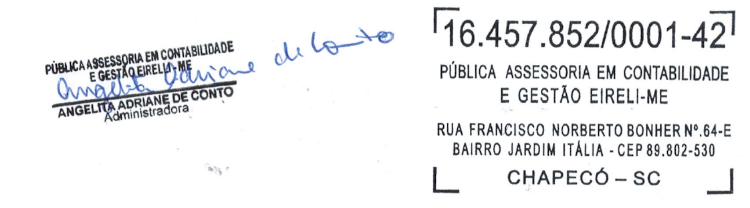 PÚBLICA ASSESSORIA EM CONTABILIDADE
E GESTÃO EIRELI-ME
Angelita Adriane de Conto
ANGELITA ADRIANE DE CONTO
Administradora
16.457.852/0001-42
PÚBLICA ASSESSORIA EM CONTABILIDADE
E GESTÃO EIRELI-ME
RUA FRANCISCO NORBERTO BONHER Nº.64-E
BAIRRO JARDIM ITÁLIA - CEP 89.802-530
CHAPECÓ – SC